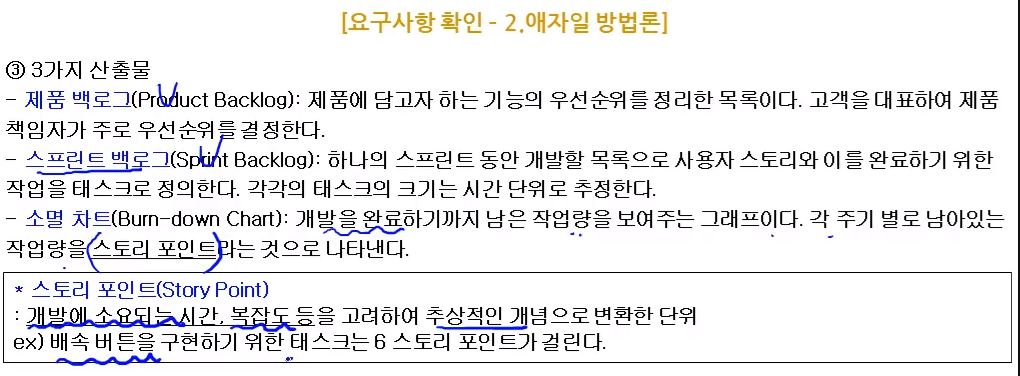 [요구사항 확인 - 2.애자일 방법론]
③ 3가지 산출물
- 제품 백로그(Product Backlog): 제품에 담고자 하는 기능의 우선순위를 정리한 목록이다. 고객을 대표하여 제품
책임자가 주로 우선순위를 결정한다.
- 스프린트 백로그(Sprint Backlog): 하나의 스프린트 동안 개발할 목록으로 사용자 스토리와 이를 완료하기 위한
작업을 태스크로 정의한다. 각각의 태스크의 크기는 시간 단위로 추정한다.
- 소멸 차트(Burn-down Chart): 개발을 완료하기까지 남은 작업량을 보여주는 그래프이다. 각 주기 별로 남아있는
작업량을 스토리 포인트라는 것으로 나타낸다.
* 스토리 포인트(Story Point)
: 개발에 소요되는 시간, 복잡도 등을 고려하여 추상적인 개념으로 변환한 단위
ex) 배속 버튼을 구현하기 위한 태스크는 6 스토리 포인트가 걸린다.